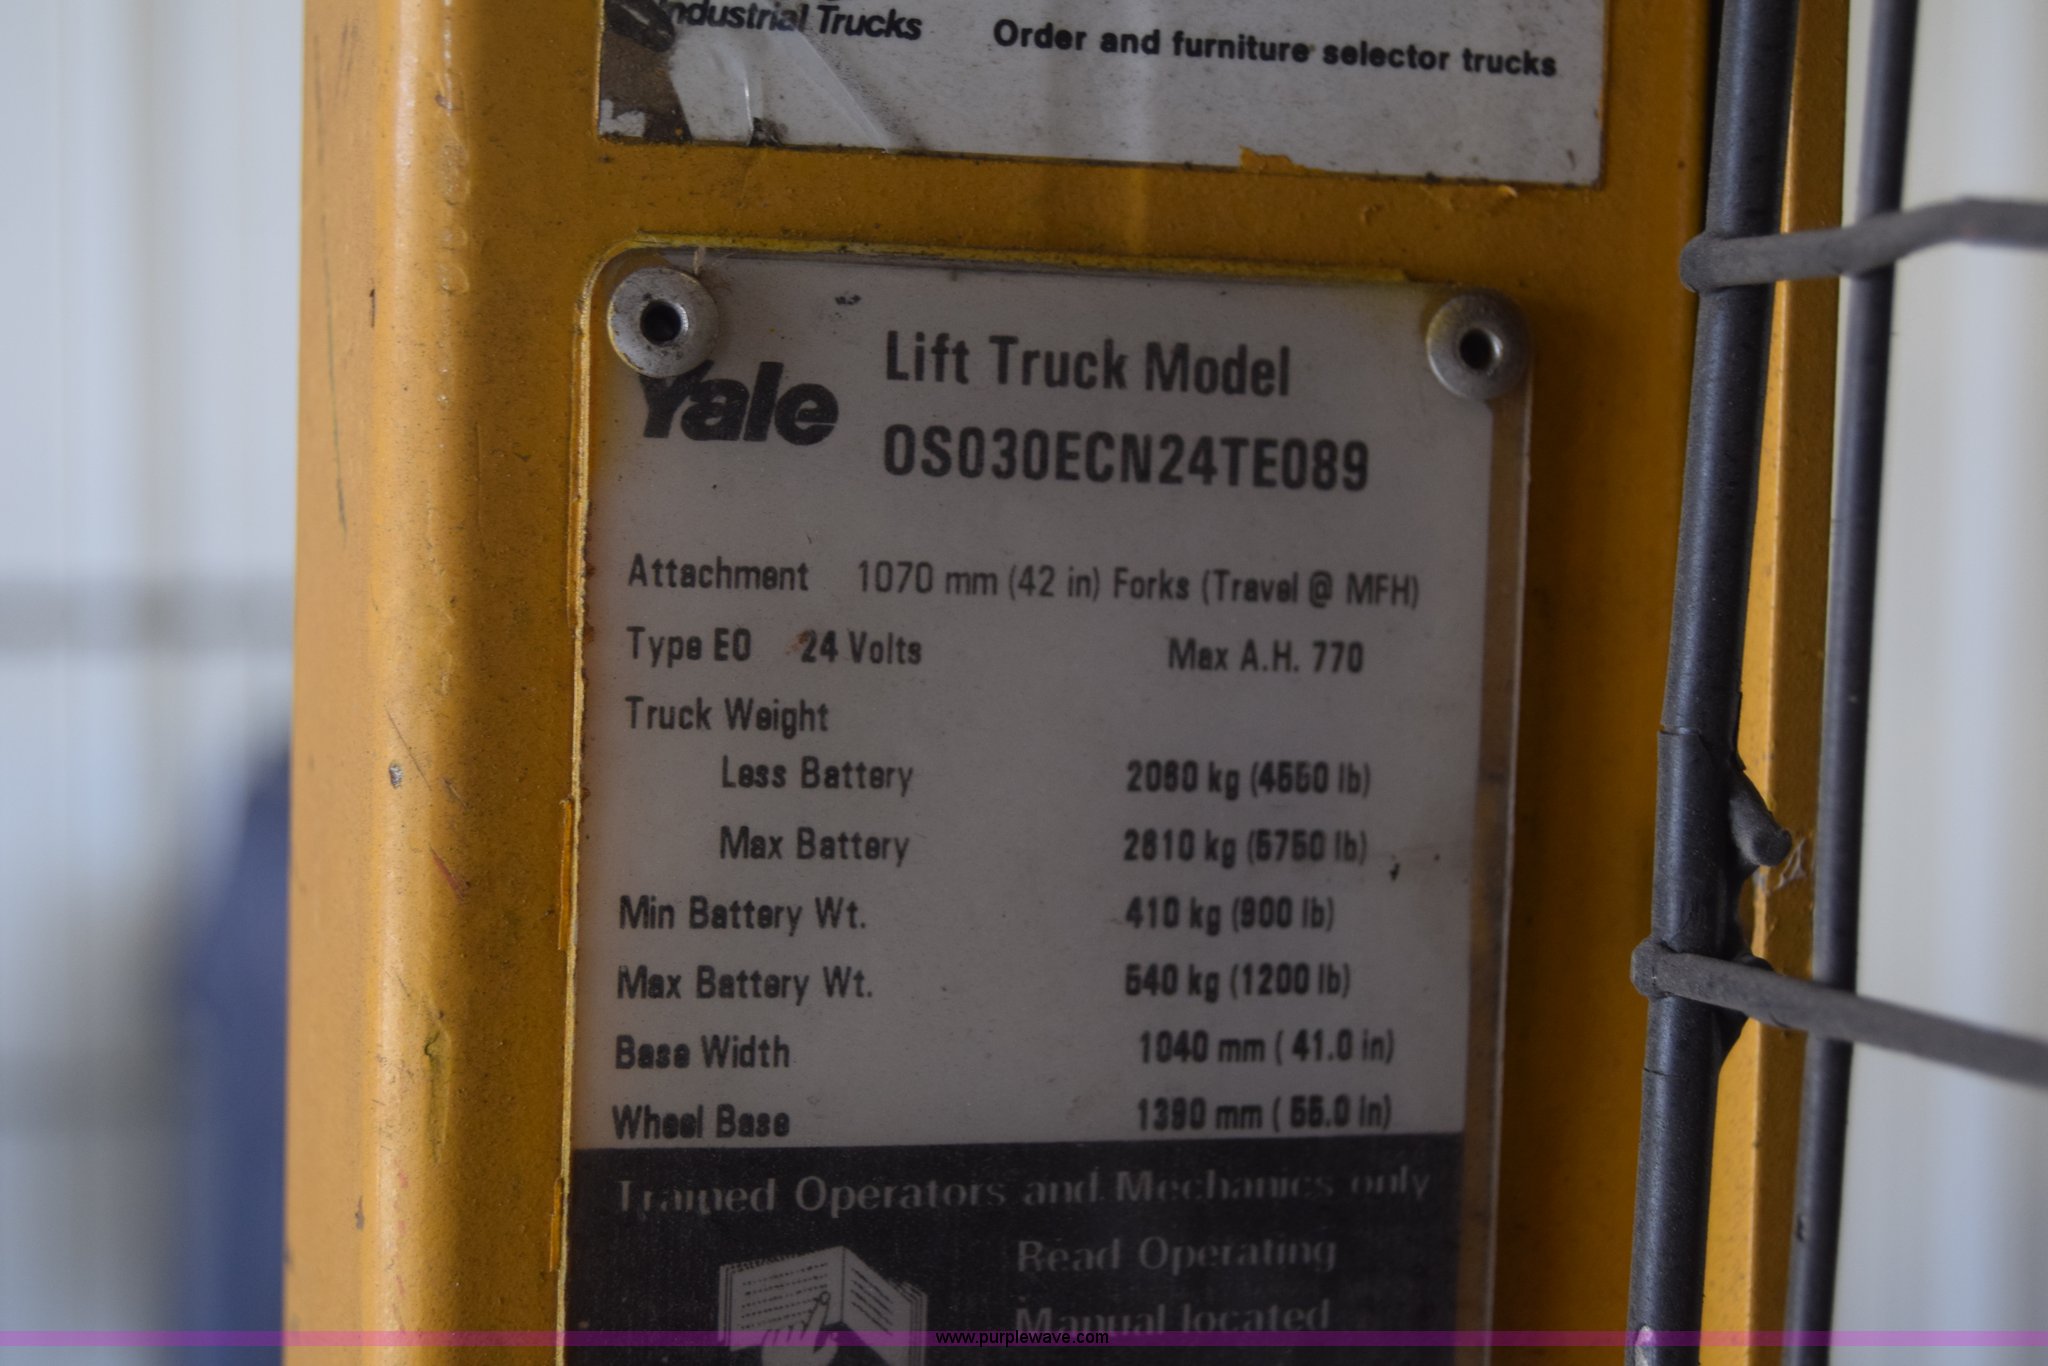 Industrial Trucks
Order and furniture selector trucks
Yale
Lift Truck Model
OS030ECN24TE089
Attachment 1070 mm (42 in) Forks (Travel @ MFH)
Type EO 24 Volts Max A.H. 770
Truck Weight
Less Battery 2060 kg (4550 lb)
Max Battery 2610 kg (5750 lb)
Min Battery Wt. 410 kg (900 lb)
Max Battery Wt. 540 kg (1200 lb)
Base Width 1040 mm ( 41.0 in)
Wheel Base 1390 mm ( 55.0 in)
Trained Operators and Mechanics only
Read Operating
Manual located
www.purplewave.com